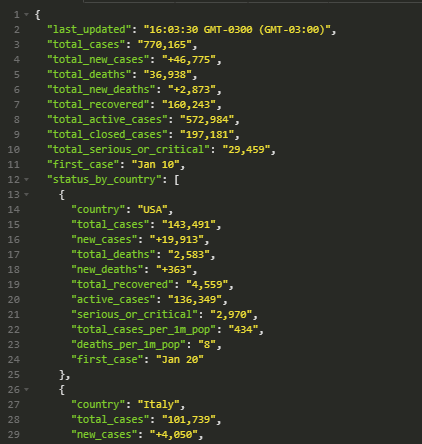 1 {
2 "last_updated": "16:03:30 GMT-0300 (GMT-03:00)",
3 "total_cases": "770,165",
4 "total_new_cases": "+46,775",
5 "total_deaths": "36,938",
6 "total_new_deaths": "+2,873",
7 "total_recovered": "160,243",
8 "total_active_cases": "572,984",
9 "total_closed_cases": "197,181",
10 "total_serious_or_critical": "29,459",
11 "first_case": "Jan 10",
12 "status_by_country": [
13 {
14 "country": "USA",
15 "total_cases": "143,491",
16 "new_cases": "+19,913",
17 "total_deaths": "2,583",
18 "new_deaths": "+363",
19 "total_recovered": "4,559",
20 "active_cases": "136,349",
21 "serious_or_critical": "2,970",
22 "total_cases_per_1m_pop": "434",
23 "deaths_per_1m_pop": "8",
24 "first_case": "Jan 20"
25 },
26 {
27 "country": "Italy",
28 "total_cases": "101,739",
29 "new_cases": "+4,050",